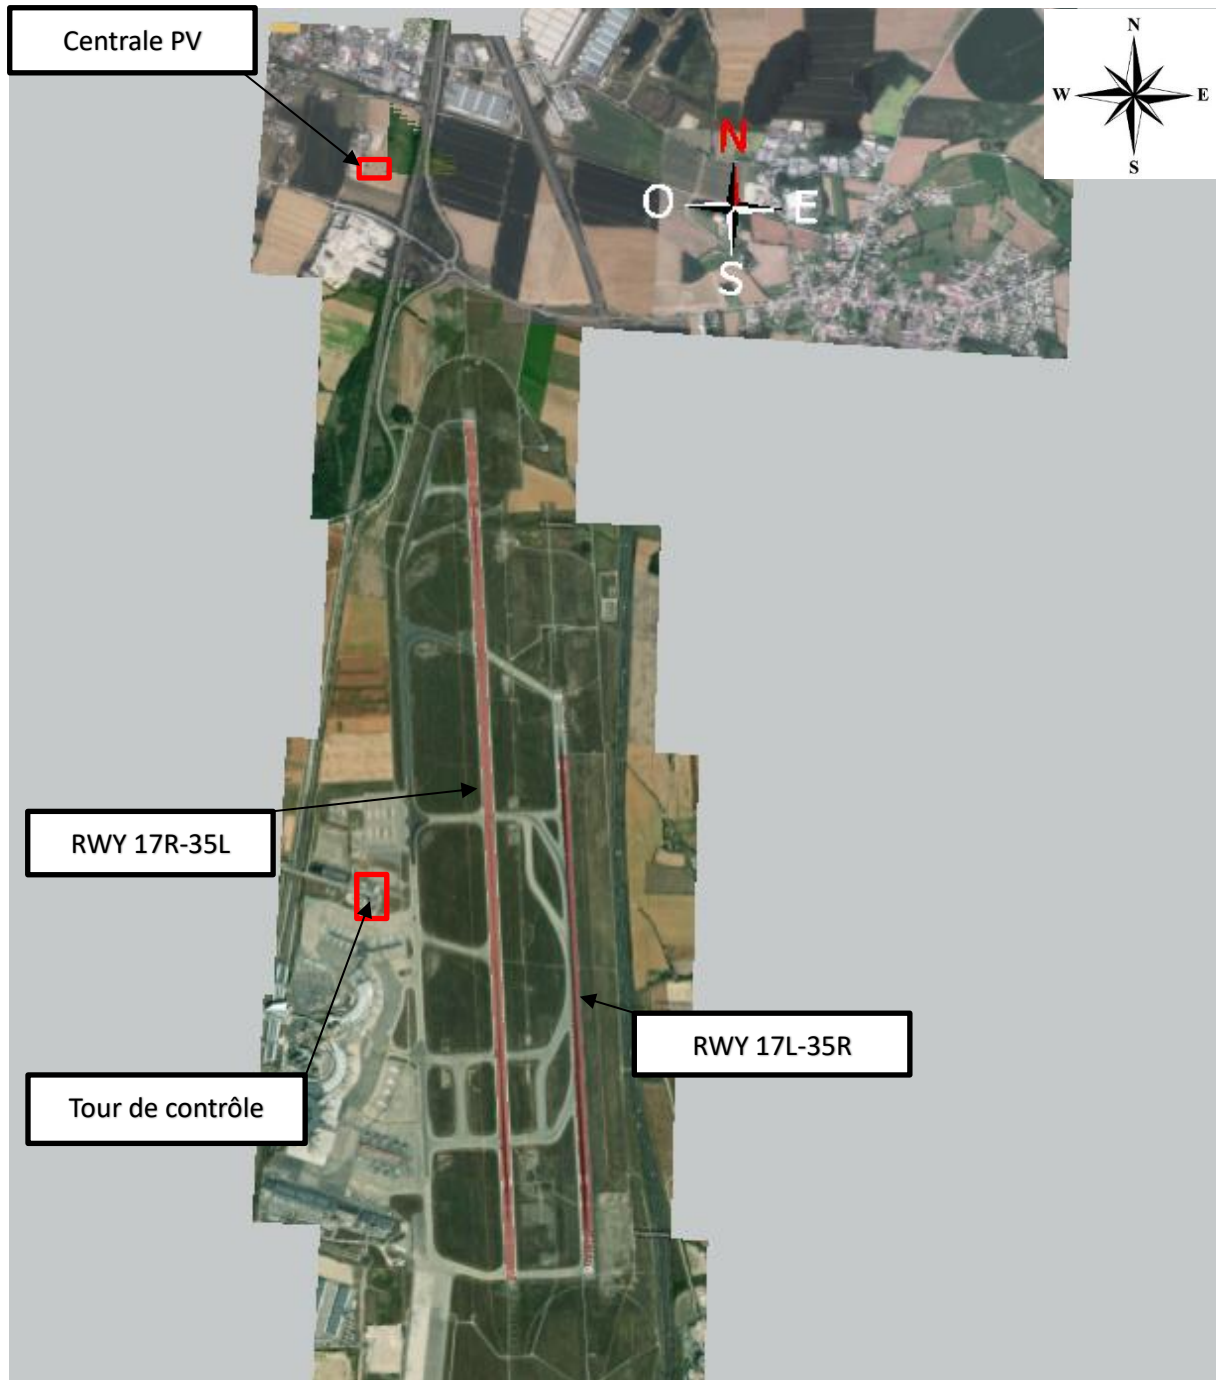 Centrale PV
N
W
E
S
N
O
E
S
RWY 17R-35L
RWY 17L-35R
Tour de contrôle